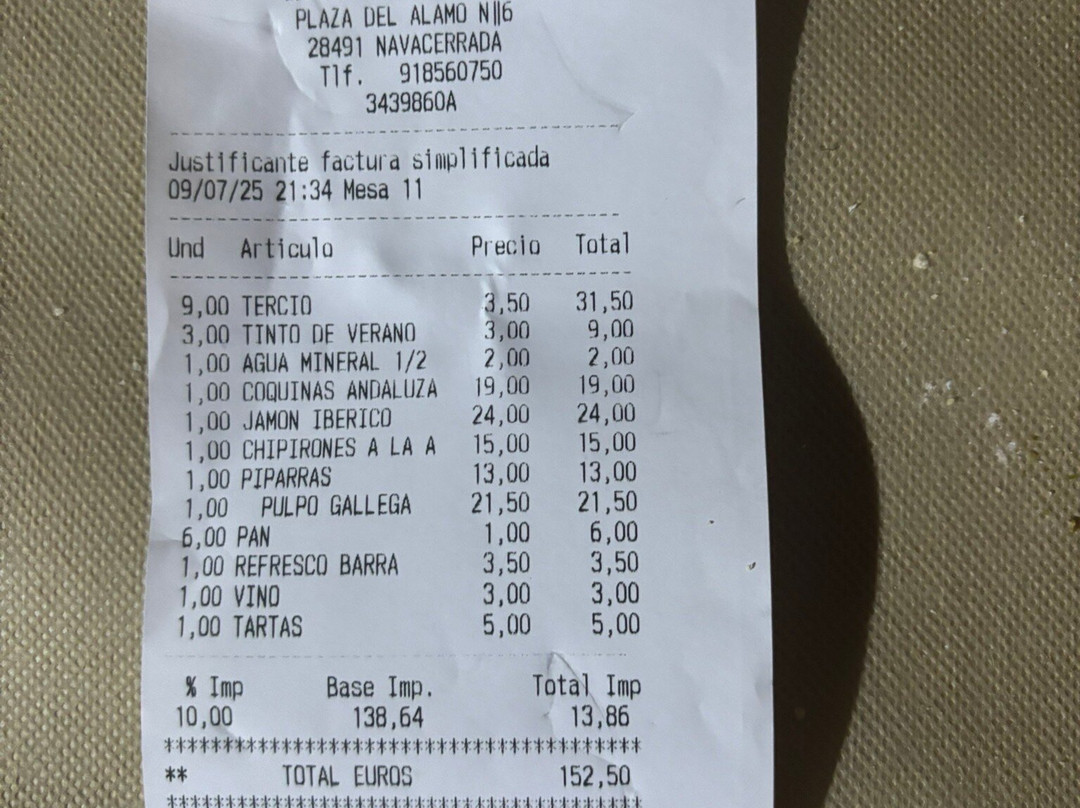 PLAZA DEL ALAMO N||6
28491 NAVACERRADA
Tlf. 918560750
3439860A
Justificante factura simplificada
09/07/25 21:34 Mesa 11
Und Articulo Precio Total
9,00 TERCIO 3,50 31,50
3,00 TINTO DE VERANO 3,00 9,00
1,00 AGUA MINERAL 1/2 2,00 2,00
1,00 COQUINAS ANDALUZA 19,00 19,00
1,00 JAMON IBERICO 24,00 24,00
1,00 CHIPIRONES A LA A 15,00 15,00
1,00 PIPARRAS 13,00 13,00
1,00 PULPO GALLEGA 21,50 21,50
6,00 PAN 1,00 6,00
1,00 REFRESCO BARRA 3,50 3,50
1,00 VINO 3,00 3,00
1,00 TARTAS 5,00 5,00
% Imp Base Imp. Total Imp
10,00 138,64 13,86
****************************************
** TOTAL EUROS 152,50
****************************************